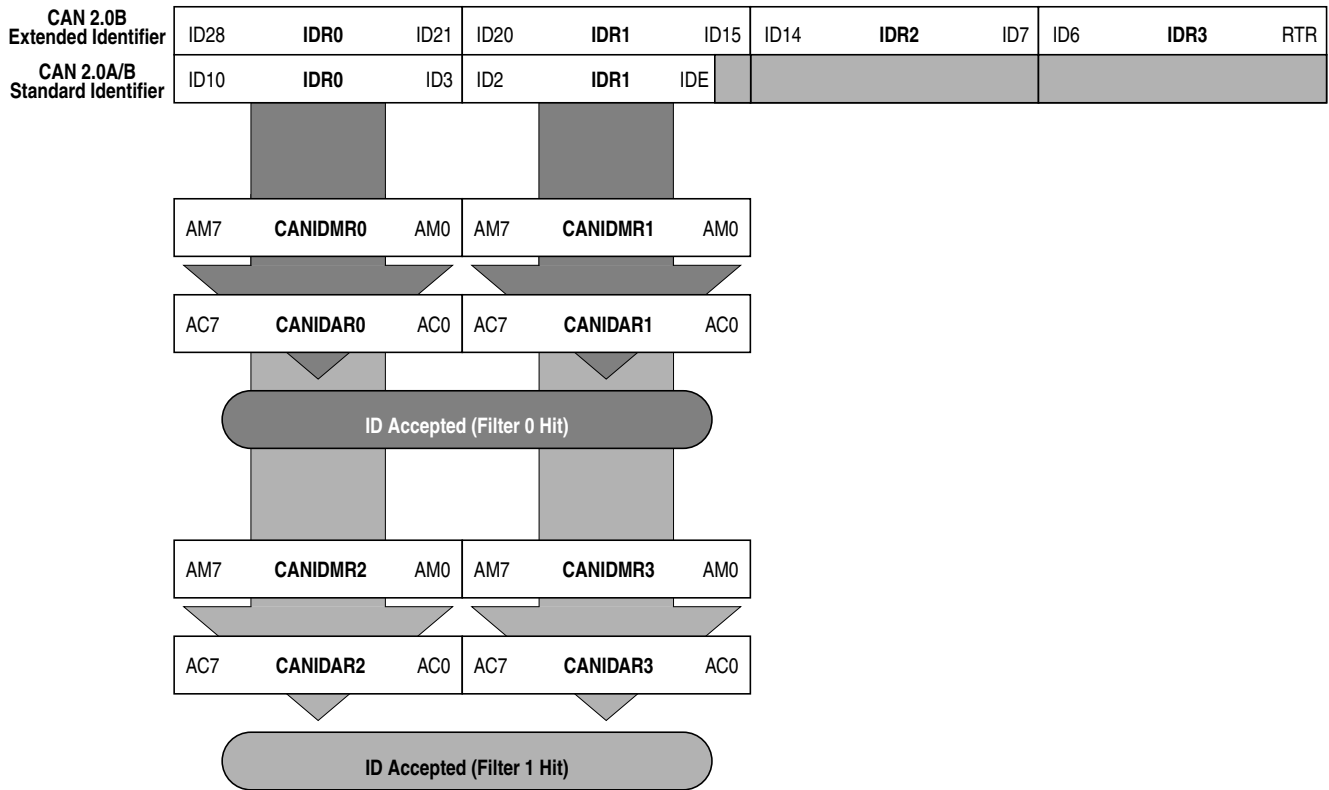 CAN 2.0B
Extended Identifier
ID28 IDR0 ID21 ID20 IDR1 ID15 ID14 IDR2 ID7 ID6 IDR3 RTR
CAN 2.0A/B
Standard Identifier
ID10 IDR0 ID3 ID2 IDR1 IDE
AM7 CANIDMR0 AM0 AM7 CANIDMR1 AM0
AC7 CANIDAR0 AC0 AC7 CANIDAR1 AC0
ID Accepted (Filter 0 Hit)
AM7 CANIDMR2 AM0 AM7 CANIDMR3 AM0
AC7 CANIDAR2 AC0 AC7 CANIDAR3 AC0
ID Accepted (Filter 1 Hit)